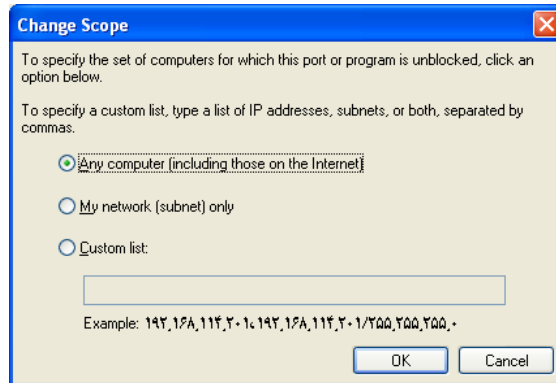 Change Scope
To specify the set of computers for which this port or program is unblocked, click an
option below.
To specify a custom list, type a list of IP addresses, subnets, or both, separated by
commas.
Any computer (including those on the Internet)
My network (subnet) only
Custom list:
Example: ۱۹۲,۱۶۸,۱۱۴,۲۰۱،۱۹۲,۱۶۸,۱۱۴,۲۰۱/۲۵۵,۲۵۵,۲۵۵,۰
OK Cancel